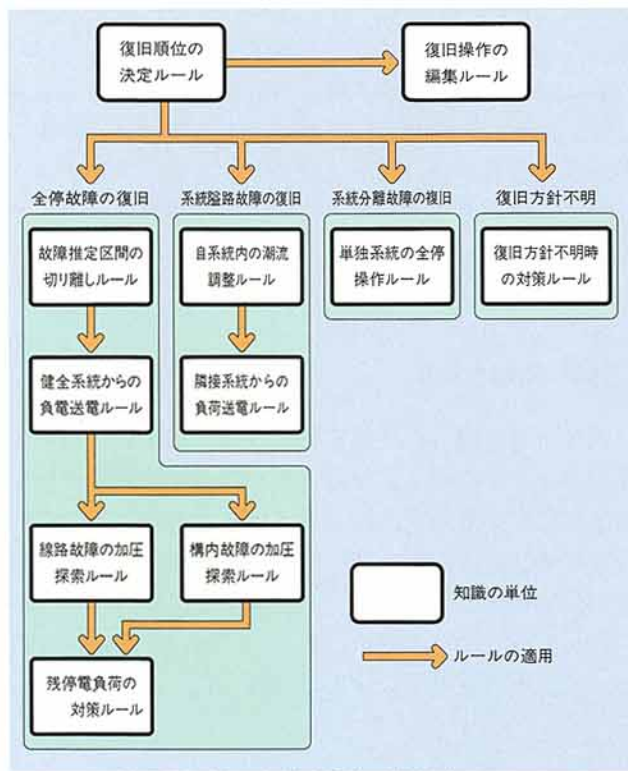 復旧順位の
決定ルール
復旧操作の
編集ルール
全停故障の復旧
系統隘路故障の復旧
系統分離故障の復旧
復旧方針不明
故障推定区間の
切り離しルール
自系統内の潮流
調整ルール
単独系統の全停
操作ルール
復旧方針不明時
の対策ルール
健全系統からの
負電送電ルール
隣接系統からの
負荷送電ルール
線路故障の加圧
探索ルール
構内故障の加圧
探索ルール
知識の単位
ルールの適用
残停電負荷の
対策ルール